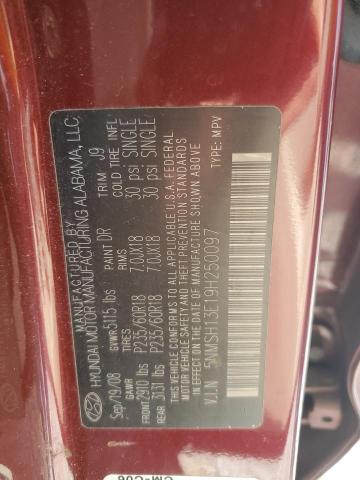 MANUFACTURED BY
HYUNDAI MOTOR MANUFACTURING ALABAMA, LLC
Sep/19/08 GVWR 5115 lbs PAINT DR TRIM J9
GAWR TIRES COLD TIRE INFL
FRONT 2910 lbs P235/60R18 7.0JX18 30 psi SINGLE
REAR 3131 lbs P235/60R18 7.0JX18 30 psi SINGLE
THIS VEHICLE CONFORMS TO ALL APPLICABLE U.S.A. FEDERAL
MOTOR VEHICLE SAFETY, BUMPER, AND THEFT PREVENTION STANDARDS
IN EFFECT ON THE DATE OF MANUFACTURE SHOWN ABOVE
V.I.N 5NMSH13E19H250097 TYPE: MPV